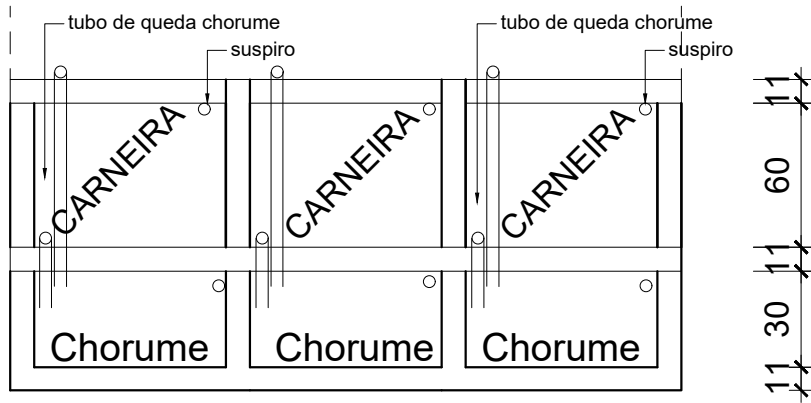 tubo de queda chorume
tubo de queda chorume
suspiro
suspiro
CARNEIRA
CARNEIRA
CARNEIRA
Chorume
Chorume
Chorume
11
60
11
30
11